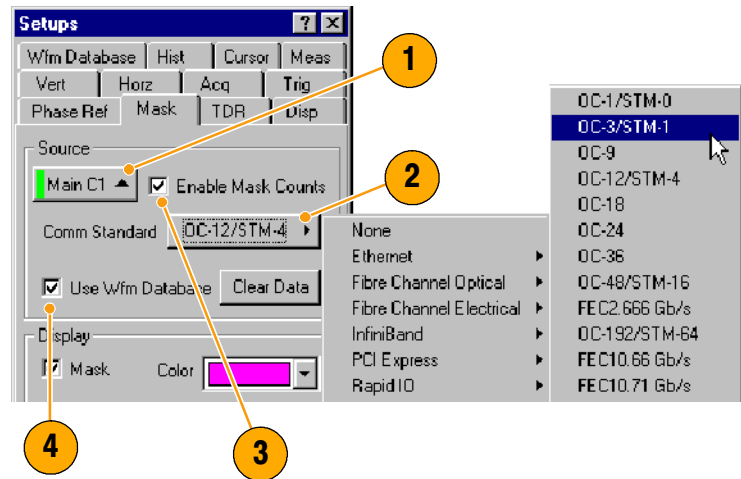 Setups
Wfm Database Hist Cursor Meas
Vert Horz Acq Trig
Phase Ref Mask TDR Disp
Source
Main C1 Enable Mask Counts
Comm Standard OC-12/STM-4
Use Wfm Database Clear Data
Display
Mask Color
None
Ethernet
Fibre Channel Optical
Fibre Channel Electrical
InfiniBand
PCI Express
Rapid IO
OC-1/STM-0
OC-3/STM-1
OC-9
OC-12/STM-4
OC-18
OC-24
OC-36
OC-48/STM-16
FEC2.666 Gb/s
OC-192/STM-64
FEC10.66 Gb/s
FEC10.71 Gb/s
1
2
3
4